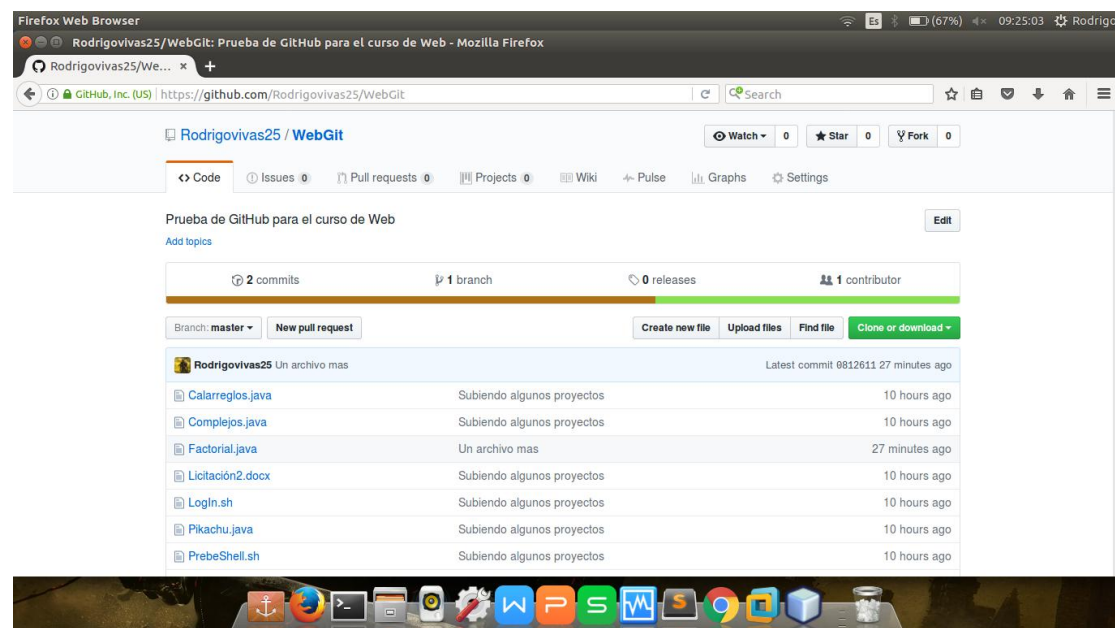 Firefox Web Browser Es (67%) 09:25:03 Rodrigo
Rodrigovivas25/WebGit: Prueba de GitHub para el curso de Web - Mozilla Firefox
Rodrigovivas25/We... × +
GitHub, Inc. (US) https://github.com/Rodrigovivas25/WebGit Search
Rodrigovivas25 / WebGit Watch 0 Star 0 Fork 0
<> Code Issues 0 Pull requests 0 Projects 0 Wiki Pulse Graphs Settings
Prueba de GitHub para el curso de Web Edit
Add topics
2 commits 1 branch 0 releases 1 contributor
Branch: master New pull request Create new file Upload files Find file Clone or download
Rodrigovivas25 Un archivo mas Latest commit 0812611 27 minutes ago
Calarreglos.java Subiendo algunos proyectos 10 hours ago
Complejos.java Subiendo algunos proyectos 10 hours ago
Factorial.java Un archivo mas 27 minutes ago
Licitación2.docx Subiendo algunos proyectos 10 hours ago
LogIn.sh Subiendo algunos proyectos 10 hours ago
Pikachu.java Subiendo algunos proyectos 10 hours ago
PrebeShell.sh Subiendo algunos proyectos 10 hours ago